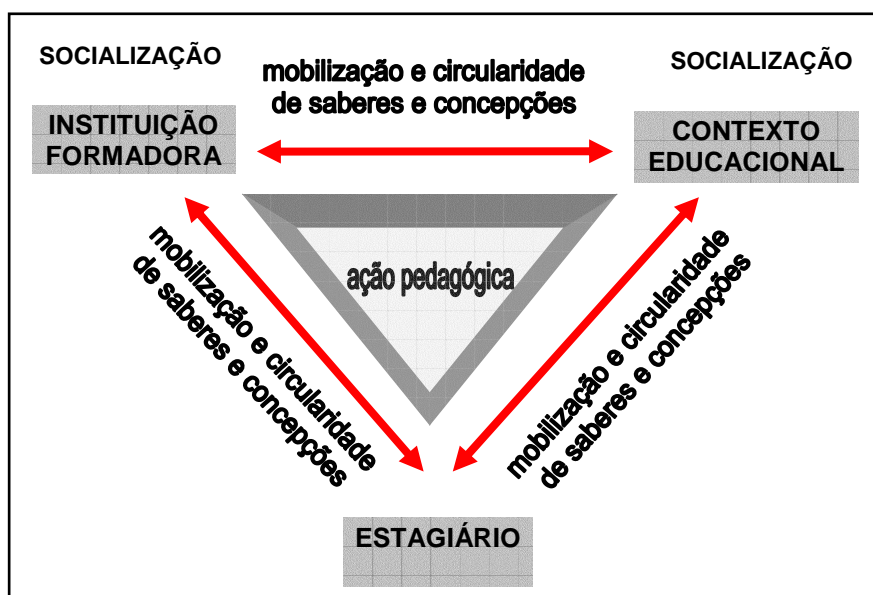 SOCIALIZAÇÃO
SOCIALIZAÇÃO
mobilização e circularidade
de saberes e concepções
INSTITUIÇÃO
FORMADORA
CONTEXTO
EDUCACIONAL
ação pedagógica
mobilização e circularidade
de saberes e concepções
mobilização e circularidade
de saberes e concepções
ESTAGIÁRIO